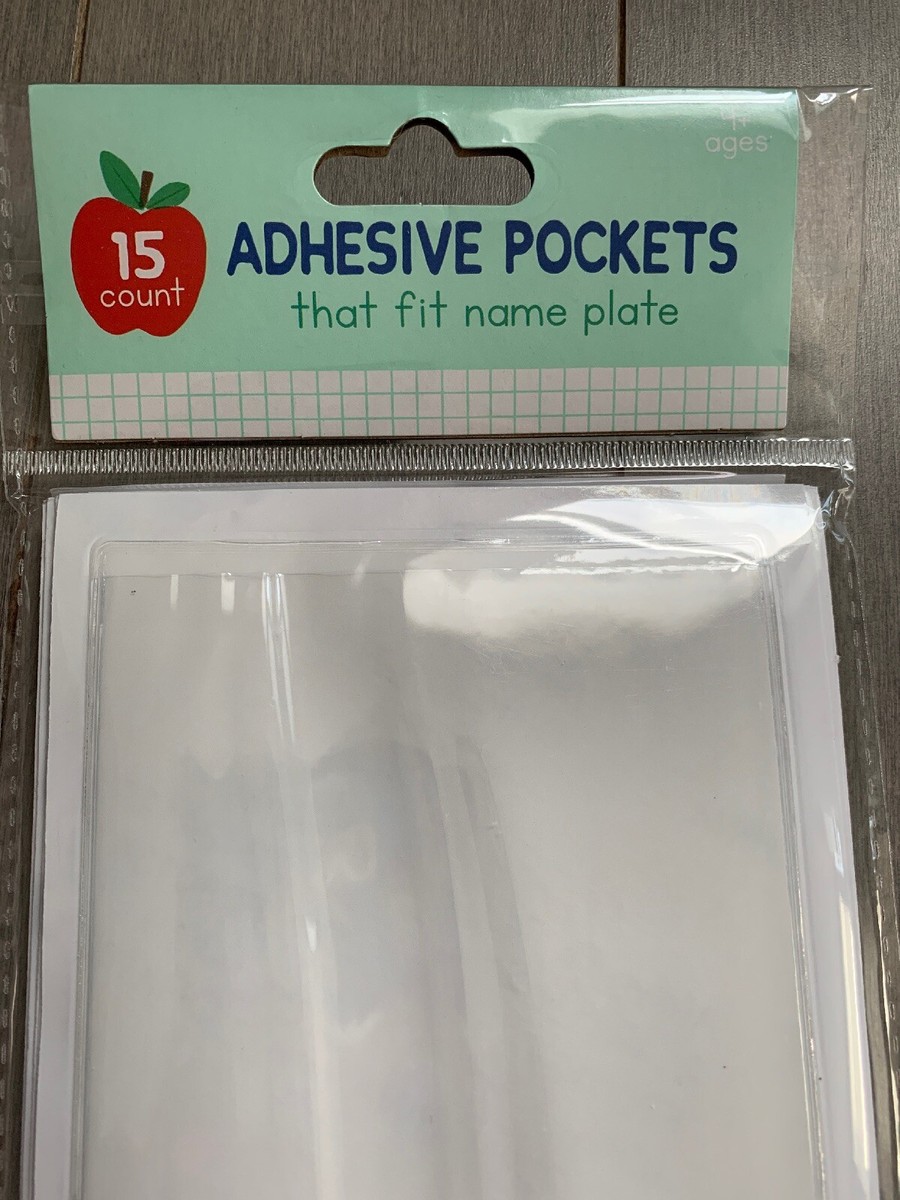 4+
ages
15
count
ADHESIVE POCKETS
that fit name plate